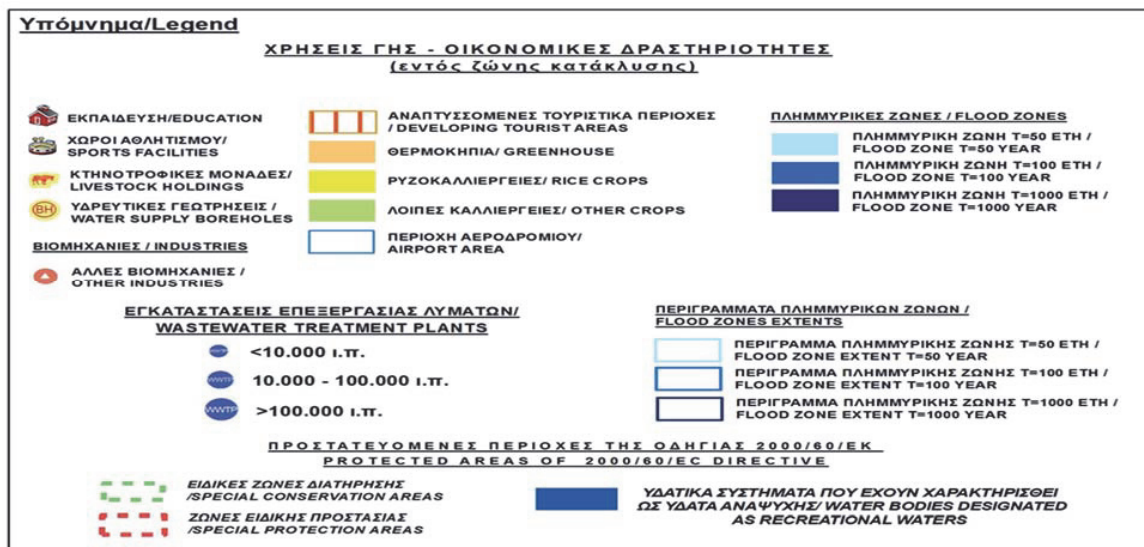 Υπόμνημα/Legend
ΧΡΗΣΕΙΣ ΓΗΣ - ΟΙΚΟΝΟΜΙΚΕΣ ΔΡΑΣΤΗΡΙΟΤΗΤΕΣ
(εντός ζώνης κατάκλυσης)
ΕΚΠΑΙΔΕΥΣΗ/EDUCATION
ΧΩΡΟΙ ΑΘΛΗΤΙΣΜΟΥ/
SPORTS FACILITIES
ΚΤΗΝΟΤΡΟΦΙΚΕΣ ΜΟΝΑΔΕΣ/
LIVESTOCK HOLDINGS
BH
ΥΔΡΕΥΤΙΚΕΣ ΓΕΩΤΡΗΣΕΙΣ /
WATER SUPPLY BOREHOLES
ΒΙΟΜΗΧΑΝΙΕΣ / INDUSTRIES
ΑΛΛΕΣ ΒΙΟΜΗΧΑΝΙΕΣ /
OTHER INDUSTRIES
ΑΝΑΠΤΥΣΣΟΜΕΝΕΣ ΤΟΥΡΙΣΤΙΚΑ ΠΕΡΙΟΧΕΣ
/ DEVELOPING TOURIST AREAS
ΘΕΡΜΟΚΗΠΙΑ/ GREENHOUSE
ΡΥΖΟΚΑΛΛΙΕΡΓΕΙΕΣ/ RICE CROPS
ΛΟΙΠΕΣ ΚΑΛΛΙΕΡΓΕΙΕΣ/ OTHER CROPS
ΠΕΡΙΟΧΗ ΑΕΡΟΔΡΟΜΙΟΥ/
AIRPORT AREA
ΠΛΗΜΜΥΡΙΚΕΣ ΖΩΝΕΣ / FLOOD ZONES
ΠΛΗΜΜΥΡΙΚΗ ΖΩΝΗ T=50 ΕΤΗ /
FLOOD ZONE T=50 YEAR
ΠΛΗΜΜΥΡΙΚΗ ΖΩΝΗ T=100 ΕΤΗ /
FLOOD ZONE T=100 YEAR
ΠΛΗΜΜΥΡΙΚΗ ΖΩΝΗ T=1000 ΕΤΗ /
FLOOD ZONE T=1000 YEAR
ΕΓΚΑΤΑΣΤΑΣΕΙΣ ΕΠΕΞΕΡΓΑΣΙΑΣ ΛΥΜΑΤΩΝ/
WASTEWATER TREATMENT PLANTS
<10.000 ι.π.
WWTP 10.000 - 100.000 ι.π.
WWTP >100.000 ι.π.
ΠΕΡΙΓΡΑΜΜΑΤΑ ΠΛΗΜΜΥΡΙΚΩΝ ΖΩΝΩΝ /
FLOOD ZONES EXTENTS
ΠΕΡΙΓΡΑΜΜΑ ΠΛΗΜΜΥΡΙΚΗΣ ΖΩΝΗΣ T=50 ΕΤΗ /
FLOOD ZONE EXTENT T=50 YEAR
ΠΕΡΙΓΡΑΜΜΑ ΠΛΗΜΜΥΡΙΚΗΣ ΖΩΝΗΣ T=100 ΕΤΗ /
FLOOD ZONE EXTENT T=100 YEAR
ΠΕΡΙΓΡΑΜΜΑ ΠΛΗΜΜΥΡΙΚΗΣ ΖΩΝΗΣ T=1000 ΕΤΗ /
FLOOD ZONE EXTENT T=1000 YEAR
ΠΡΟΣΤΑΤΕΥΟΜΕΝΕΣ ΠΕΡΙΟΧΕΣ ΤΗΣ ΟΔΗΓΙΑΣ 2000/60/ΕΚ
PROTECTED AREAS OF 2000/60/EC DIRECTIVE
ΕΙΔΙΚΕΣ ΖΩΝΕΣ ΔΙΑΤΗΡΗΣΗΣ
/SPECIAL CONSERVATION AREAS
ΖΩΝΕΣ ΕΙΔΙΚΗΣ ΠΡΟΣΤΑΣΙΑΣ
/SPECIAL PROTECTION AREAS
ΥΔΑΤΙΚΑ ΣΥΣΤΗΜΑΤΑ ΠΟΥ ΕΧΟΥΝ ΧΑΡΑΚΤΗΡΙΣΘΕΙ
ΩΣ ΥΔΑΤΑ ΑΝΑΨΥΧΗΣ/ WATER BODIES DESIGNATED
AS RECREATIONAL WATERS